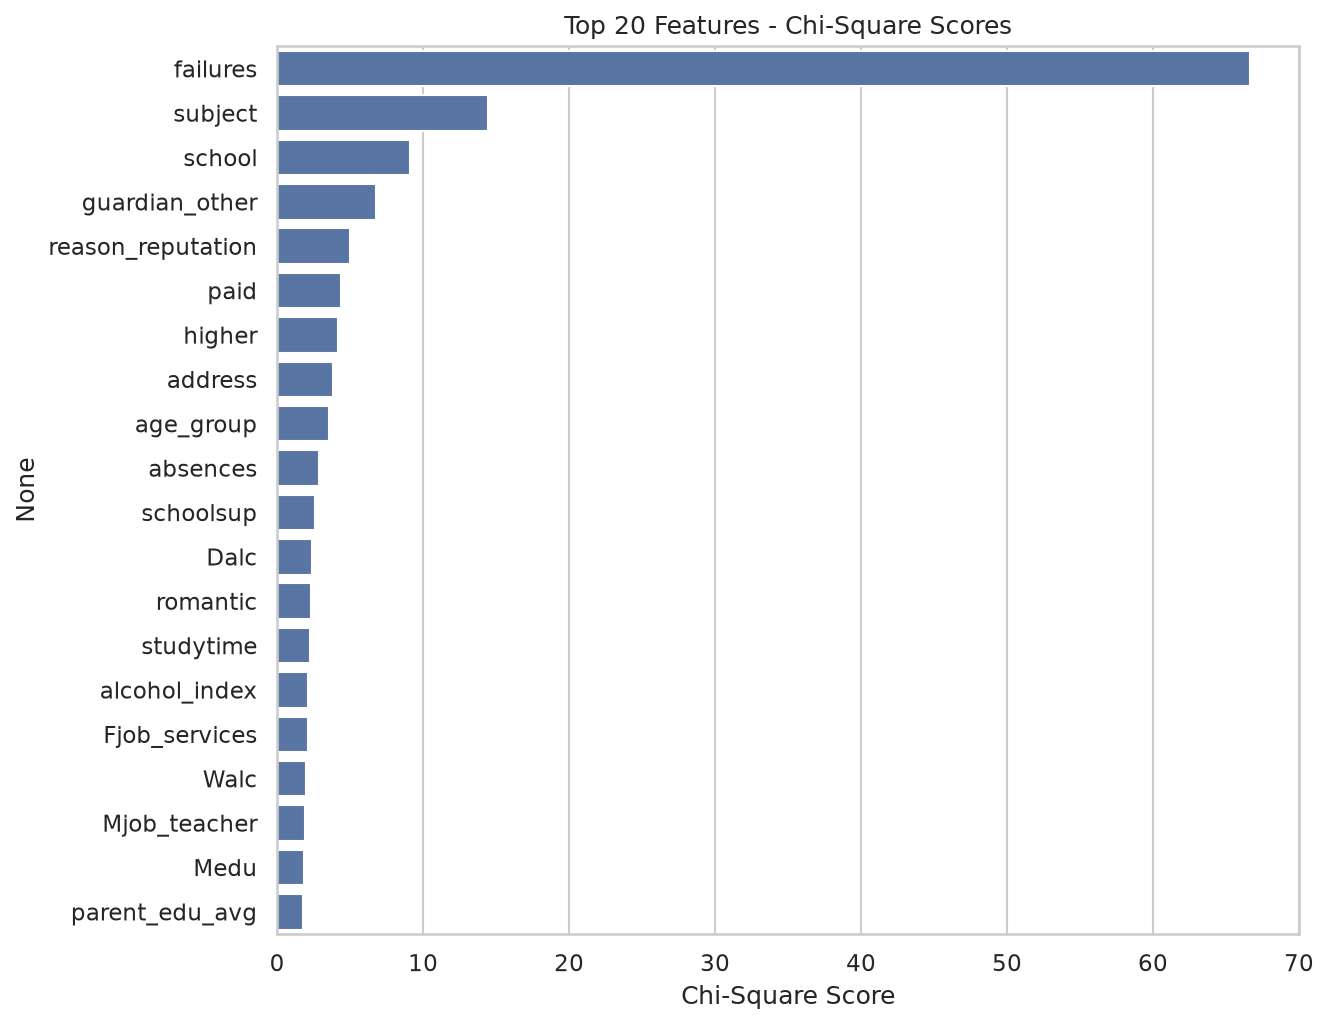 Top 20 Features - Chi-Square Scores
failures
subject
school
guardian_other
reason_reputation
paid
higher
address
age_group
absences
schoolsup
Dalc
romantic
studytime
alcohol_index
Fjob_services
Walc
Mjob_teacher
Medu
parent_edu_avg
None
0 10 20 30 40 50 60 70
Chi-Square Score